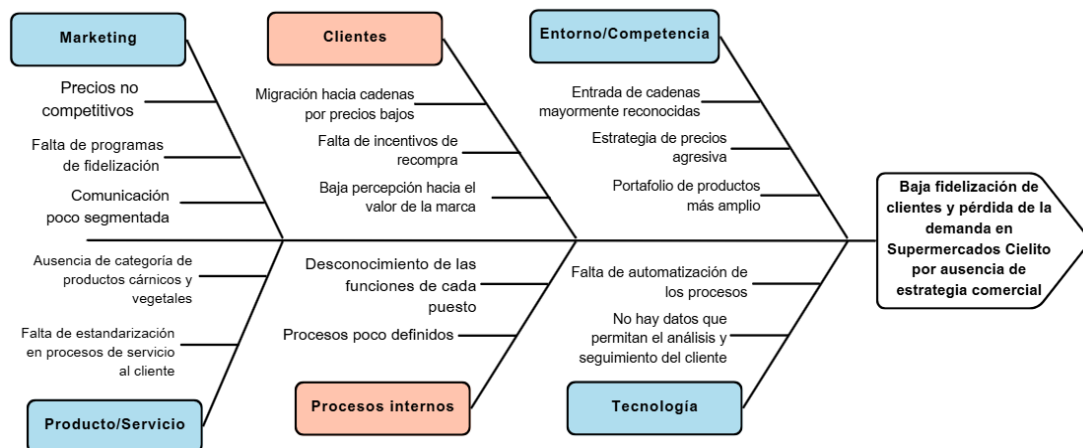 Marketing
Clientes
Entorno/Competencia
Precios no
competitivos
Falta de programas
de fidelización
Comunicación
poco segmentada
Migración hacia cadenas
por precios bajos
Falta de incentivos de
recompra
Baja percepción hacia el
valor de la marca
Entrada de cadenas
mayormente reconocidas
Estrategia de precios
agresiva
Portafolio de productos
más amplio
Baja fidelización de
clientes y pérdida de la
demanda en
Supermercados Cielito
por ausencia de
estrategia comercial
Ausencia de categoría de
productos cárnicos y
vegetales
Falta de estandarización
en procesos de servicio
al cliente
Desconocimiento de las
funciones de cada
puesto
Procesos poco definidos
Falta de automatización de
los procesos
No hay datos que
permitan el análisis y
seguimiento del cliente
Producto/Servicio
Procesos internos
Tecnología